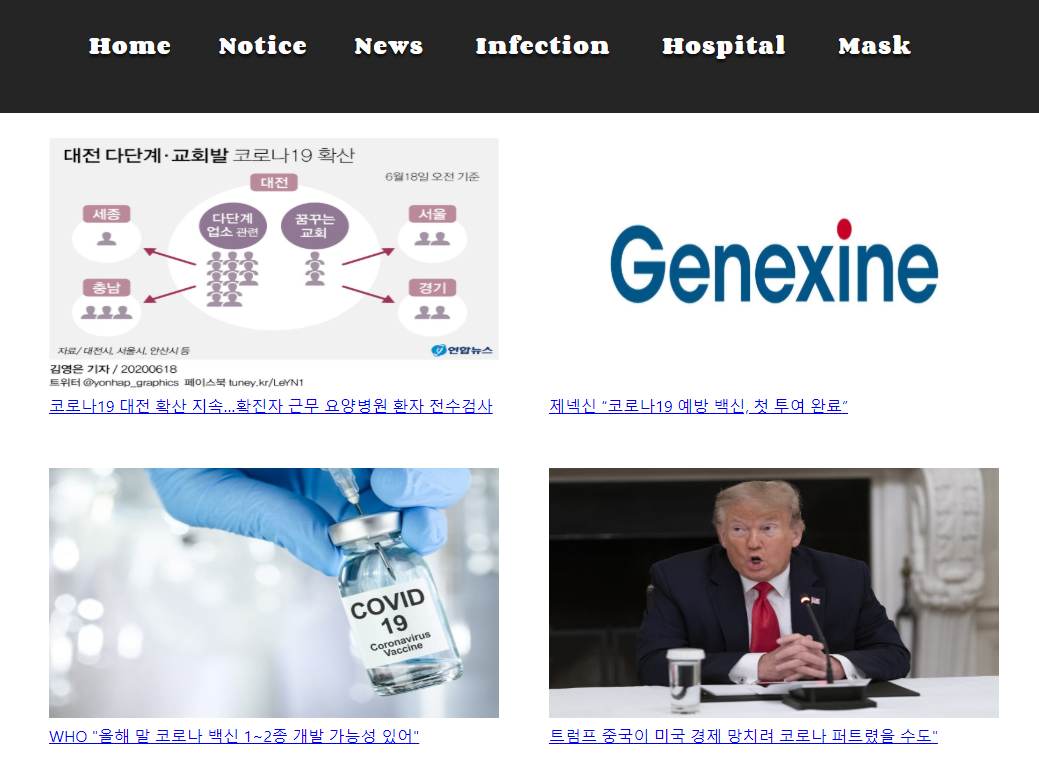 Home Notice News Infection Hospital Mask
대전 다단계·교회발 코로나19 확산
6월18일 오전 기준
대전
세종
다단계
업소 관련
꿈꾸는
교회
서울
충남
경기
자료/ 대전시, 서울시, 안산시 등
연합뉴스
김영은 기자 / 20200618
트위터 @yonhap_graphics 페이스북 tuney.kr/LeYN1
코로나19 대전 확산 지속…확진자 근무 요양병원 환자 전수검사
Genexine
제넥신 “코로나19 예방 백신, 첫 투여 완료”
COVID
19
Coronavirus
Vaccine
WHO "올해 말 코로나 백신 1~2종 개발 가능성 있어"
트럼프 중국이 미국 경제 망치려 코로나 퍼트렸을 수도"